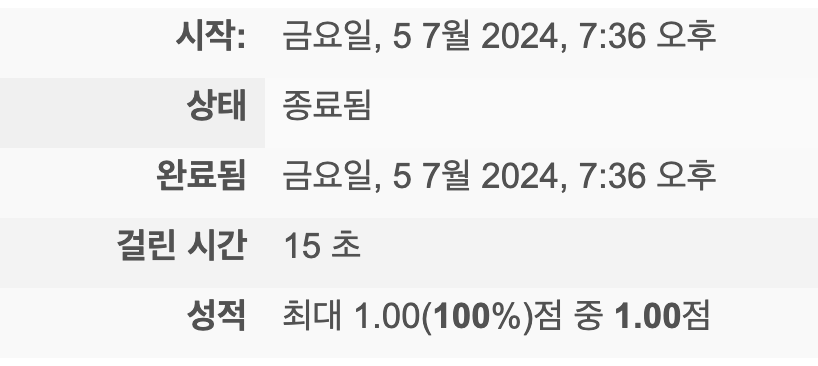 시작: 금요일, 5 7월 2024, 7:36 오후
상태 종료됨
완료됨 금요일, 5 7월 2024, 7:36 오후
걸린 시간 15 초
성적 최대 1.00(100%)점 중 1.00점